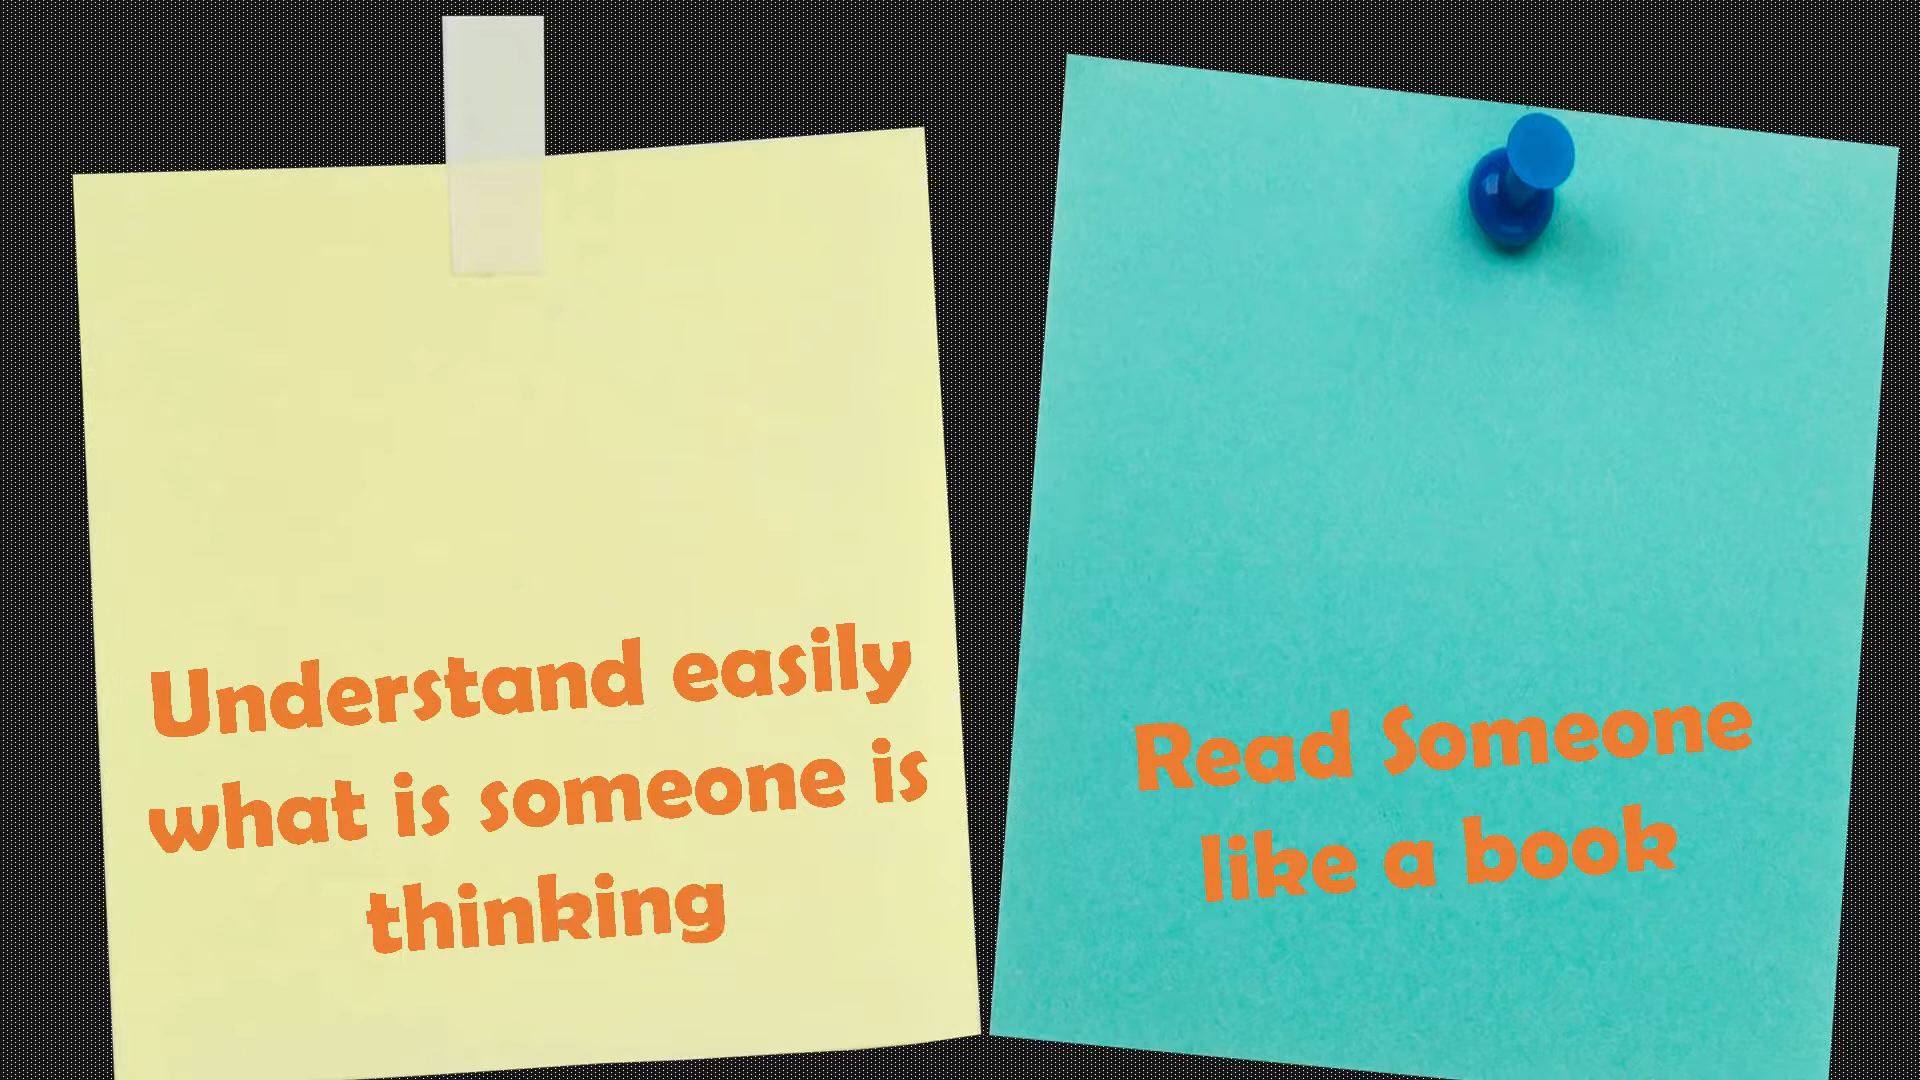 Understand easily
what is someone is
thinking
Read Someone
like a book